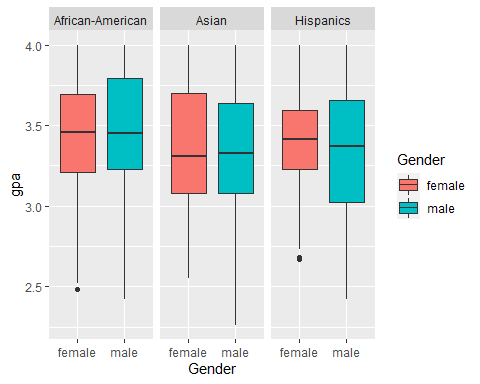 African-American Asian Hispanics
4.0
3.5
3.0
2.5
gpa
female male female male female male
Gender
Gender
female
male